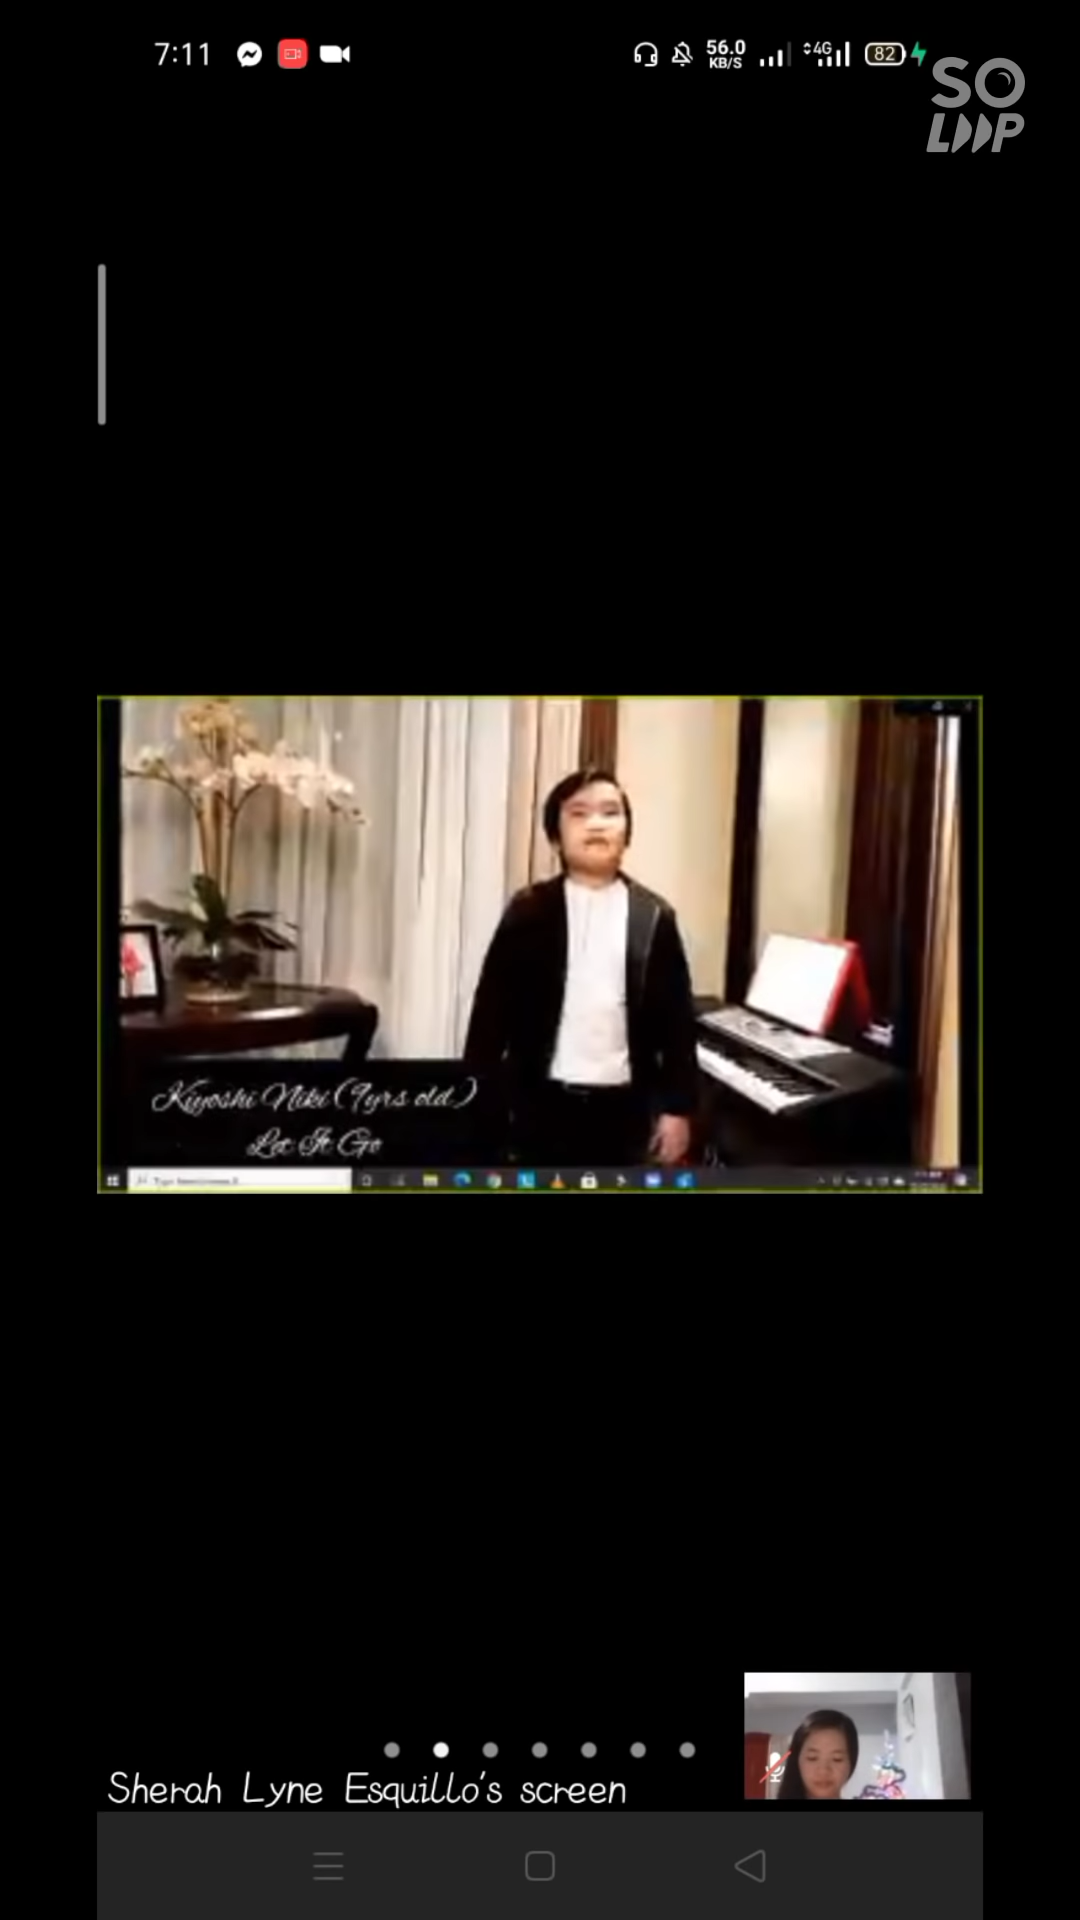 7:11
56.0
KB/S
4G
82
SO
LOOP
Kiyoshi Niki (9yrs old)
Let It Go
Sherah Lyne Esquillo's screen